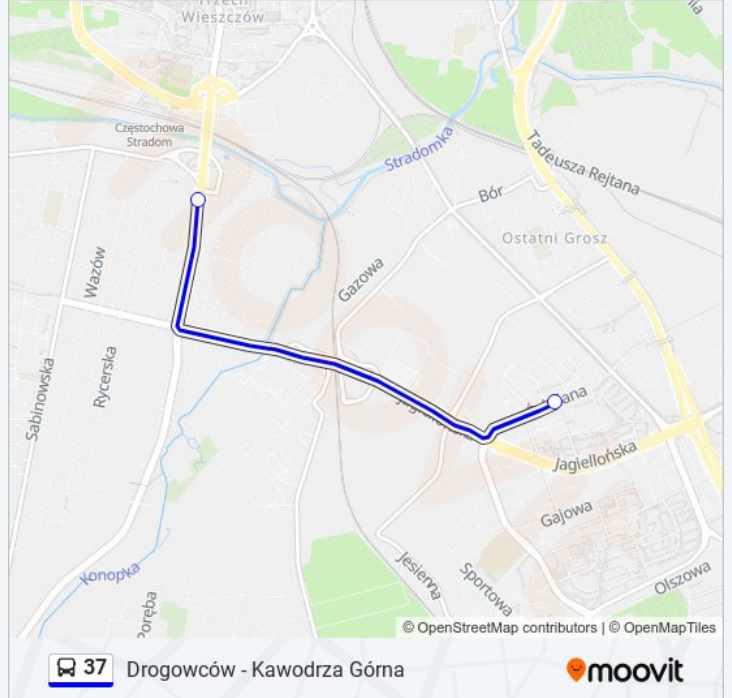 Trzech
Wieszczów
Częstochowa
Stradom
Stradomka
Tadeusza Rejtana
Bór
Ostatni Grosz
Gazowa
Wazów
Rycerska
Sabinowska
Jagiellońska
Gajowa
Jesienna
Sportowa
Olszowa
Konopka
Poręba
© OpenStreetMap contributors | © OpenMapTiles
37 Drogowców - Kawodrza Górna
moovit